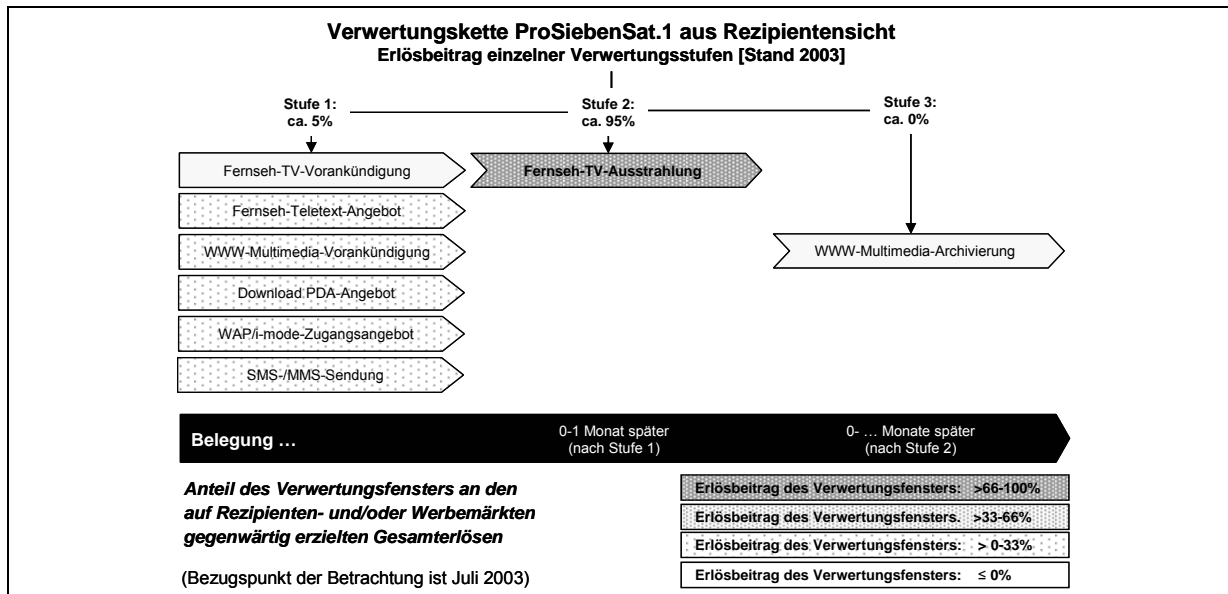 Verwertungskette ProSiebenSat.1 aus Rezipientensicht
Erlösbeitrag einzelner Verwertungsstufen [Stand 2003]
Stufe 1:
ca. 5%
Stufe 2:
ca. 95%
Stufe 3:
ca. 0%
Fernseh-TV-Vorankündigung
Fernseh-TV-Ausstrahlung
Fernseh-Teletext-Angebot
WWW-Multimedia-Vorankündigung
WWW-Multimedia-Archivierung
Download PDA-Angebot
WAP/i-mode-Zugangsangebot
SMS-/MMS-Sendung
Belegung …
0-1 Monat später
(nach Stufe 1)
0- … Monate später
(nach Stufe 2)
Anteil des Verwertungsfensters an den
auf Rezipienten- und/oder Werbemärkten
gegenwärtig erzielten Gesamterlösen
(Bezugspunkt der Betrachtung ist Juli 2003)
Erlösbeitrag des Verwertungsfensters: >66-100%
Erlösbeitrag des Verwertungsfensters. >33-66%
Erlösbeitrag des Verwertungsfensters: > 0-33%
Erlösbeitrag des Verwertungsfensters: ≤ 0%